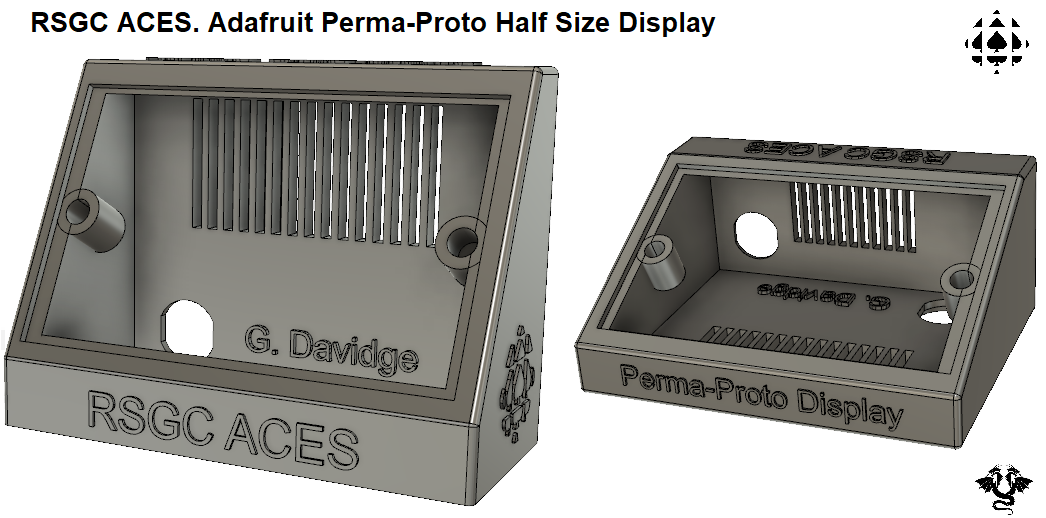 RSGC ACES. Adafruit Perma-Proto Half Size Display
G. Davidge
RSGC ACES
RSGC ACES
G. Davidge
Perma-Proto Display